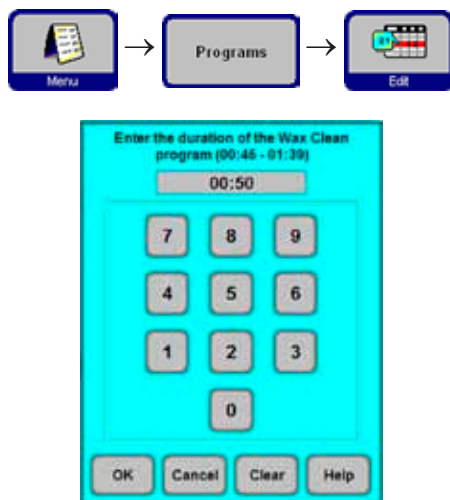 Menu
Programs
Edit
Enter the duration of the Wax Clean
program (00:45 - 01:39)
00:50
7 8 9
4 5 6
1 2 3
0
OK Cancel Clear Help